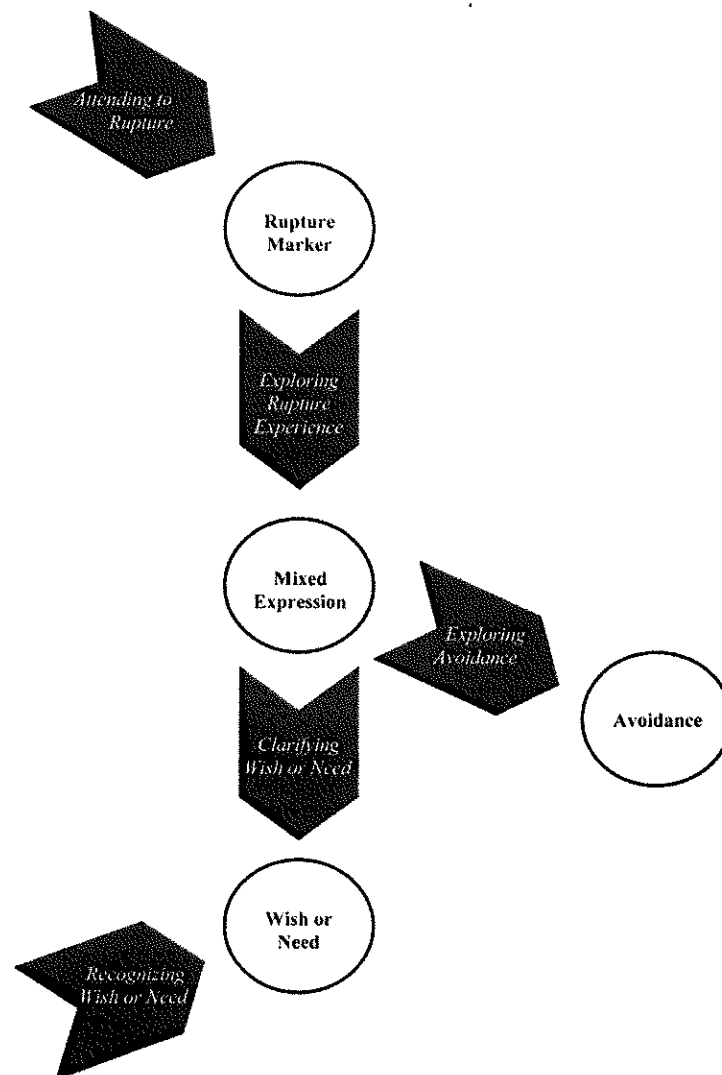 Attending to
Rupture
Rupture
Marker
Exploring
Rupture
Experience
Mixed
Expression
Exploring
Avoidance
Avoidance
Clarifying
Wish or Need
Wish or
Need
Recognizing
Wish or Need